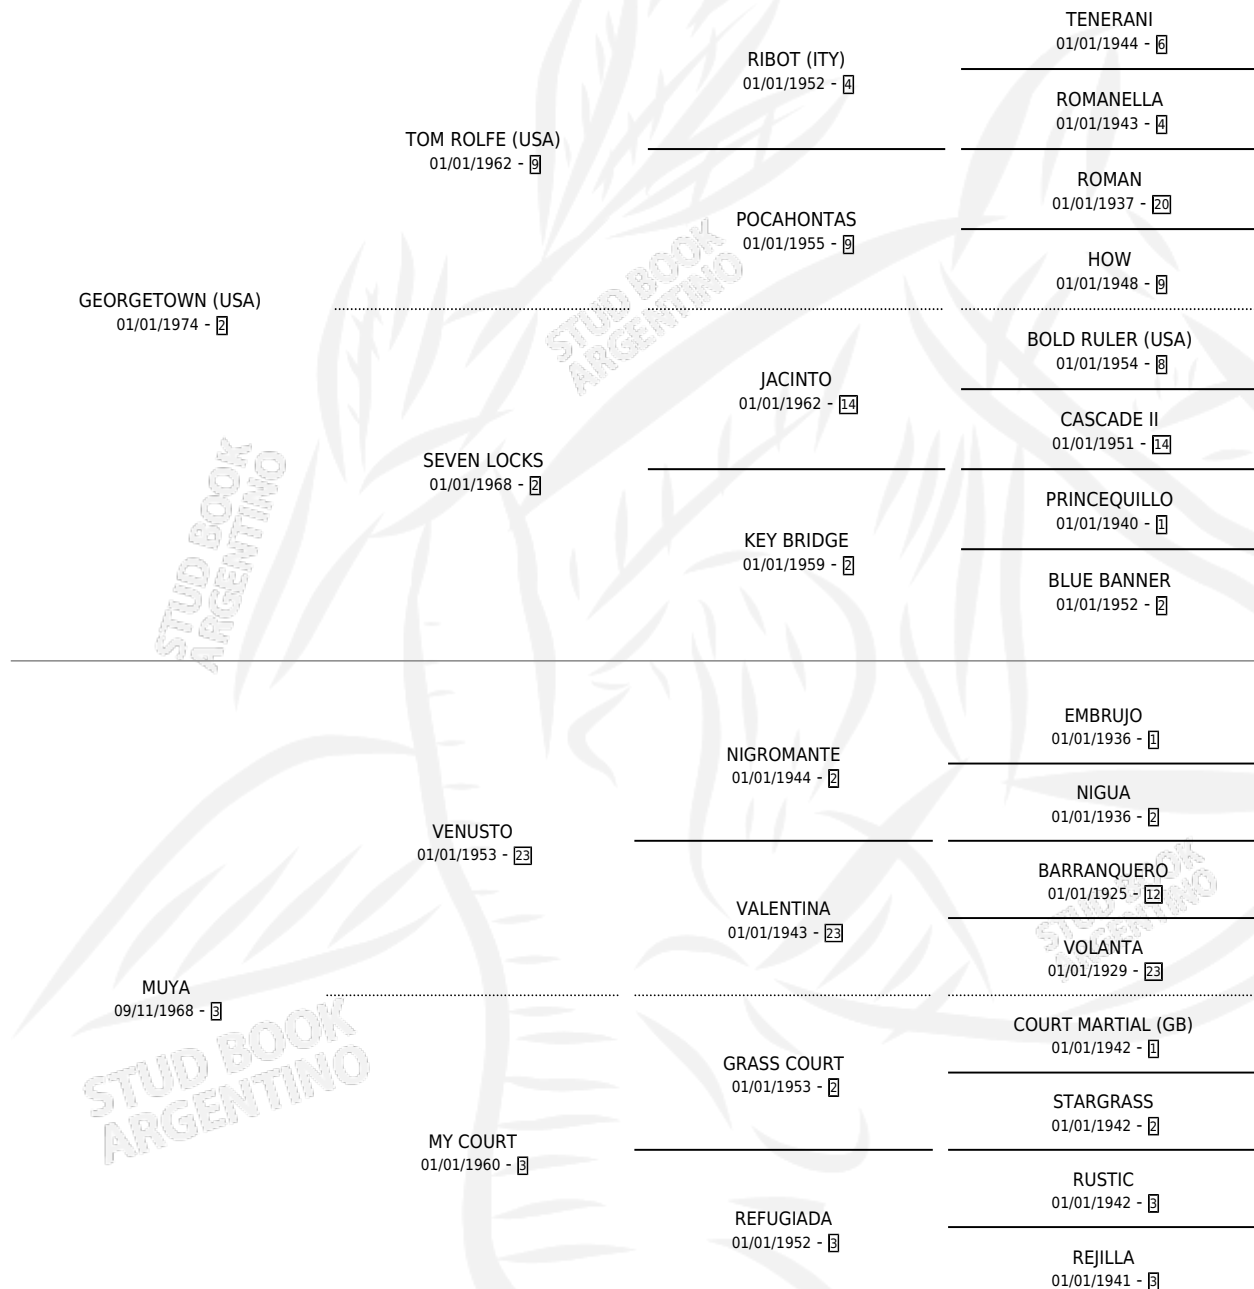 TENERANI
01/01/1944 - 6
RIBOT (ITY)
01/01/1952 - 4
ROMANELLA
01/01/1943 - 4
TOM ROLFE (USA)
01/01/1962 - 9
ROMAN
01/01/1937 - 20
POCAHONTAS
01/01/1955 - 9
HOW
01/01/1948 - 9
GEORGETOWN (USA)
01/01/1974 - 2
STUD BOOK
ARGENTINO
BOLD RULER (USA)
01/01/1954 - 8
JACINTO
01/01/1962 - 14
CASCADE II
01/01/1951 - 14
SEVEN LOCKS
01/01/1968 - 2
PRINCEQUILLO
01/01/1940 - 1
KEY BRIDGE
01/01/1959 - 2
BLUE BANNER
01/01/1952 - 2
STUD BOOK
ARGENTINO
EMBRUJO
01/01/1936 - 1
NIGROMANTE
01/01/1944 - 2
NIGUA
01/01/1936 - 2
VENUSTO
01/01/1953 - 23
BARRANQUERO
01/01/1925 - 12
VALENTINA
01/01/1943 - 23
VOLANTA
01/01/1929 - 23
STUD BOOK
ARGENTINO
MUYA
09/11/1968 - 3
COURT MARTIAL (GB)
01/01/1942 - 1
GRASS COURT
01/01/1953 - 2
STARGRASS
01/01/1942 - 2
STUD BOOK
ARGENTINO
MY COURT
01/01/1960 - 3
RUSTIC
01/01/1942 - 3
REFUGIADA
01/01/1952 - 3
REJILLA
01/01/1941 - 3